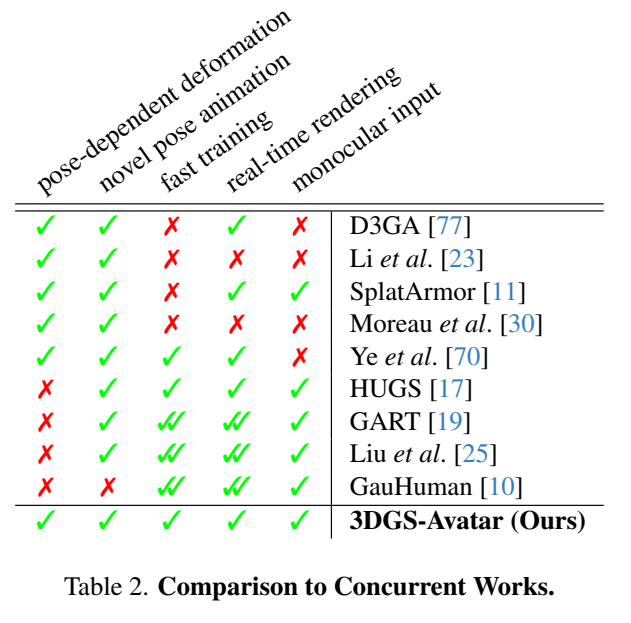 pose-dependent deformation
novel pose animation
fast training
real-time rendering
monocular input
✓ ✓ ✗ ✓ ✗ D3GA [77]
✓ ✓ ✗ ✗ ✗ Li et al. [23]
✓ ✓ ✗ ✓ ✓ SplatArmor [11]
✓ ✓ ✗ ✗ ✗ Moreau et al. [30]
✓ ✓ ✓ ✓ ✗ Ye et al. [70]
✗ ✓ ✓ ✓ ✓ HUGS [17]
✗ ✓ ✓✓ ✓✓ ✓ GART [19]
✗ ✓ ✓✓ ✓✓ ✓ Liu et al. [25]
✗ ✗ ✓✓ ✓✓ ✓ GauHuman [10]
✓ ✓ ✓ ✓ ✓ 3DGS-Avatar (Ours)
Table 2. Comparison to Concurrent Works.